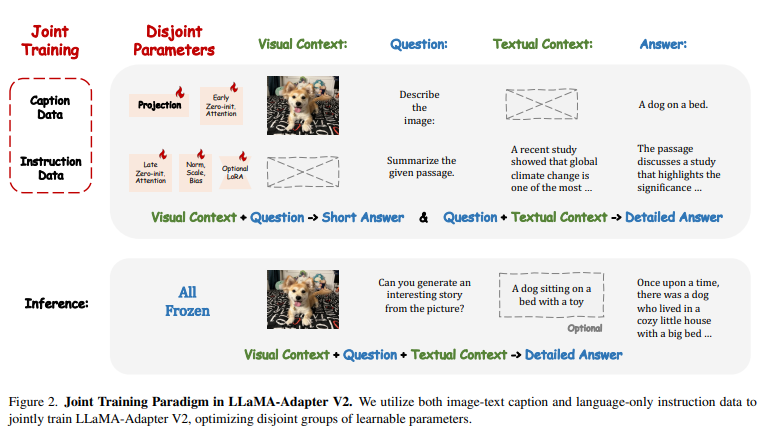 Joint Training
Disjoint Parameters
Visual Context:
Question:
Textual Context:
Answer:
Caption Data
Projection
Early Zero-init. Attention
Describe the image:
A dog on a bed.
Instruction Data
Late Zero-init. Attention
Norm, Scale, Bias
Optional LoRA
Summarize the given passage.
A recent study showed that global climate change is one of the most ...
The passage discusses a study that highlights the significance ...
Visual Context + Question -> Short Answer & Question + Textual Context -> Detailed Answer
Inference:
All Frozen
Can you generate an interesting story from the picture?
A dog sitting on a bed with a toy
Optional
Once upon a time, there was a dog who lived in a cozy little house with a big bed ...
Visual Context + Question + Textual Context -> Detailed Answer
Figure 2. Joint Training Paradigm in LLaMA-Adapter V2. We utilize both image-text caption and language-only instruction data to
jointly train LLaMA-Adapter V2, optimizing disjoint groups of learnable parameters.